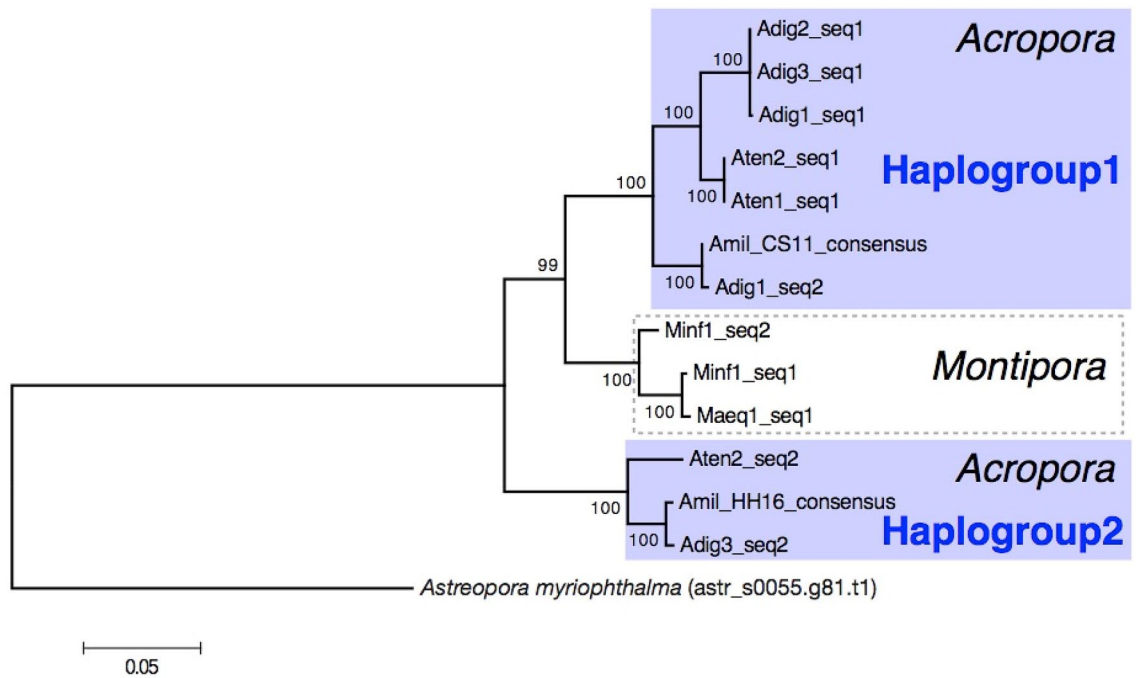 Adig2_seq1
Acropora
100
Adig3_seq1
100
Adig1_seq1
Aten2_seq1
Haplogroup1
100
100
Aten1_seq1
Amil_CS11_consensus
99
100
Adig1_seq2
Minf1_seq2
Minf1_seq1
Montipora
100
100
Maeq1_seq1
Aten2_seq2
Acropora
Amil_HH16_consensus
100
Haplogroup2
100
Adig3_seq2
Astreopora myriophthalma (astr_s0055.g81.t1)
0.05